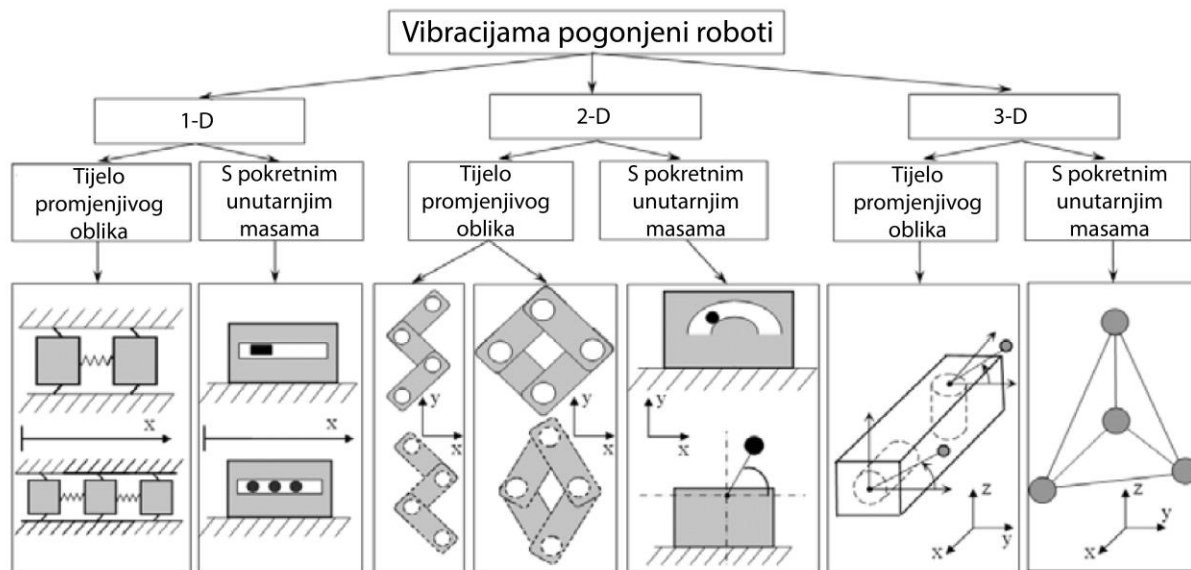 Vibracijama pogonjeni roboti
1-D
2-D
3-D
Tijelo
promjenjivog
oblika
S pokretnim
unutarnjim
masama
Tijelo
promjenjivog
oblika
S pokretnim
unutarnjim
masama
Tijelo
promjenjivog
oblika
S pokretnim
unutarnjim
masama
x
x
y
x
y
x
y
x
z
y
x
z
y
x